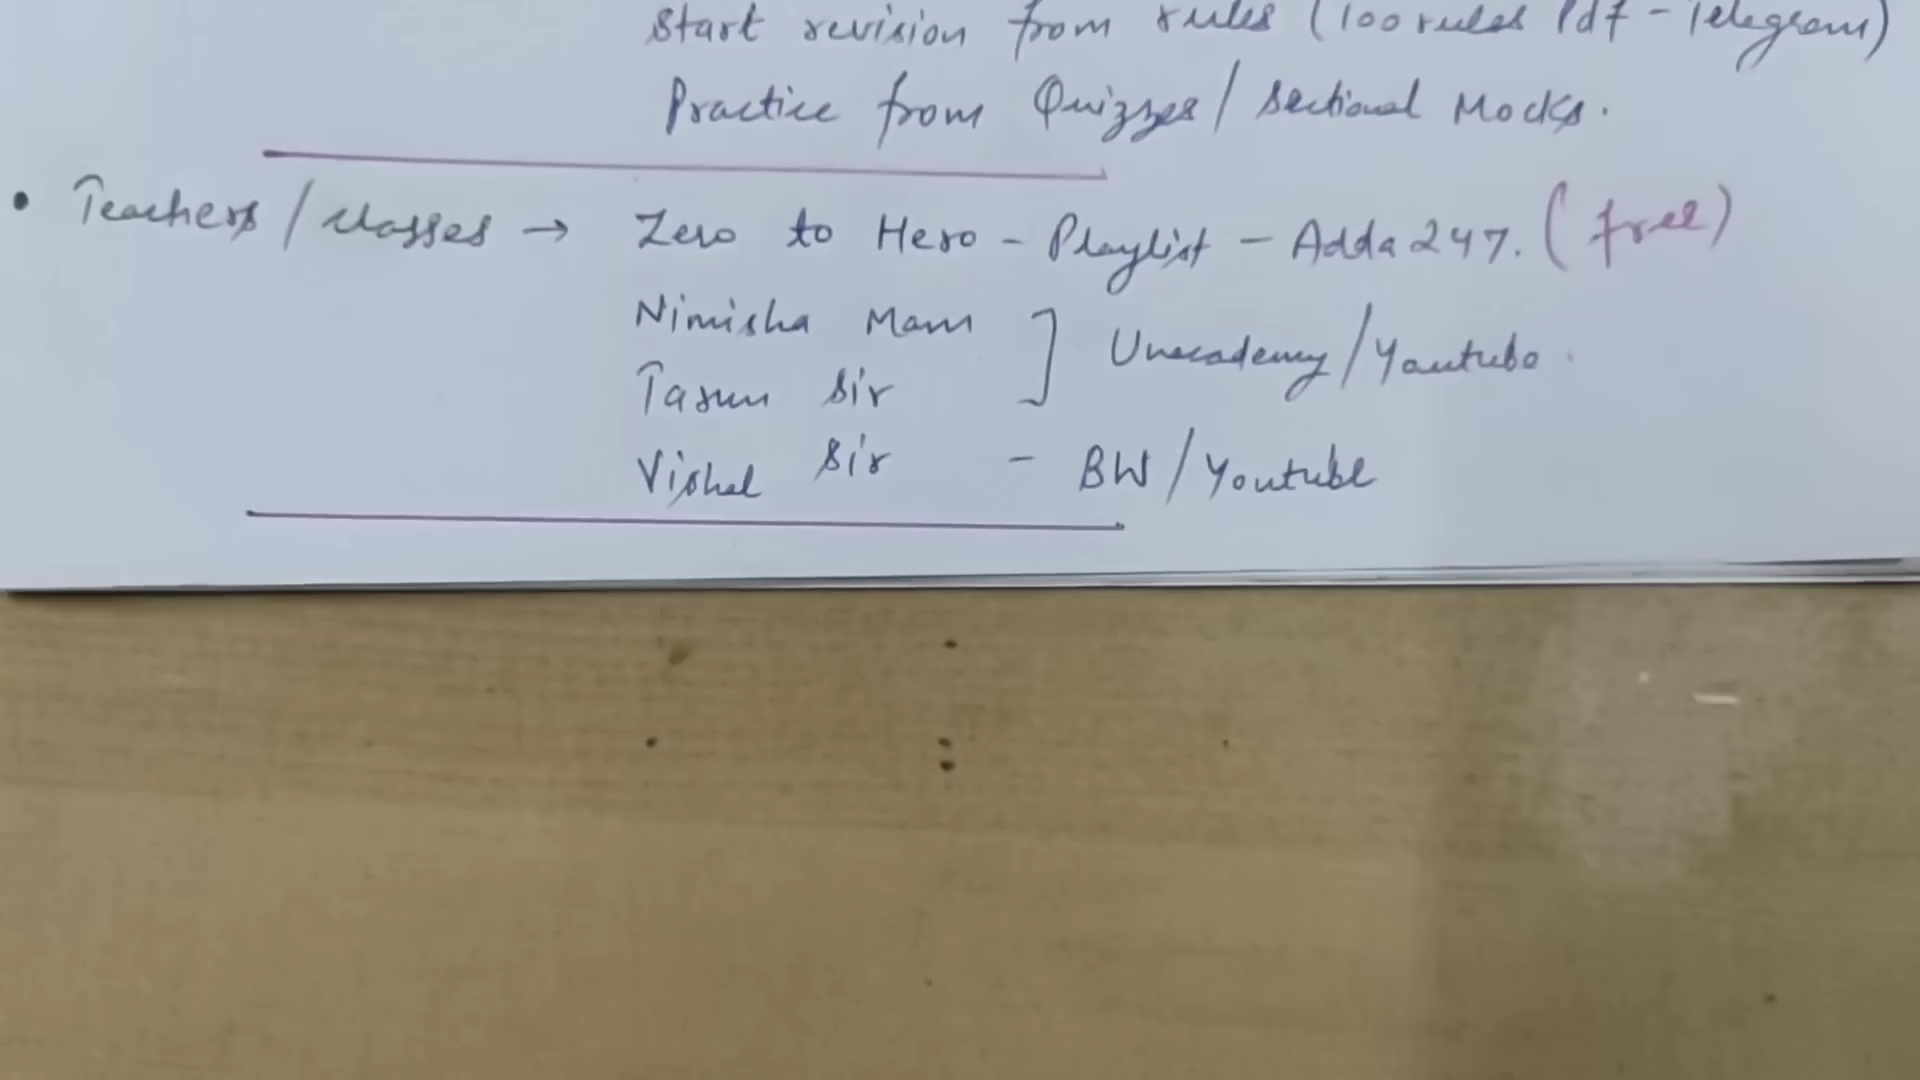 Start revision from rules (100 rules Pdf - Telegram)
Practice from Quizzes / Sectional Mocks.
• Teachers / classes → Zero to Hero - Playlist - Adda247. (free)
Nimisha Mam ] Unacademy / Youtube.
Tarun Sir
Vishal Sir - BW / Youtube